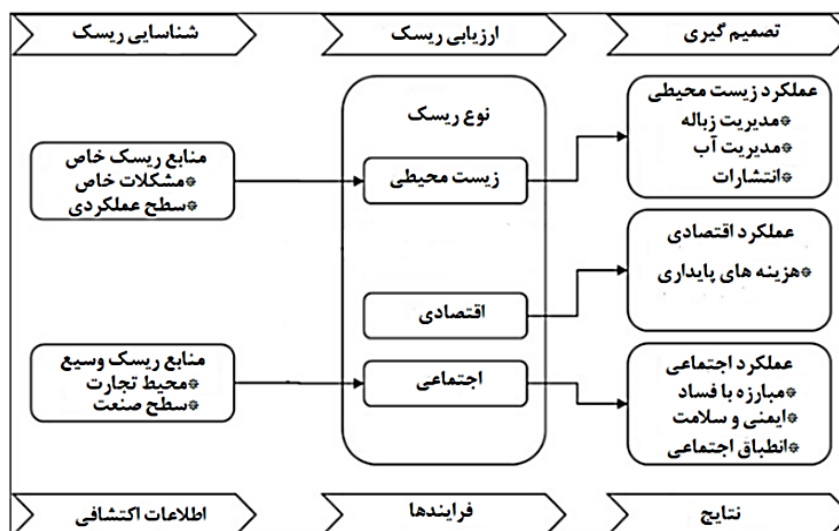 شناسایی ریسک
ارزیابی ریسک
تصمیم گیری
منابع ریسک خاص
مشکلات خاص
سطح عملکردی
منابع ریسک وسیع
محیط تجارت
سطح صنعت
نوع ریسک
زیست محیطی
اقتصادی
اجتماعی
عملکرد زیست محیطی
مدیریت زباله
مدیریت آب
انتشارات
عملکرد اقتصادی
هزینه های پایداری
عملکرد اجتماعی
مبارزه با فساد
ایمنی و سلامت
انطباق اجتماعی
اطلاعات اکتشافی
فرایندها
نتایج